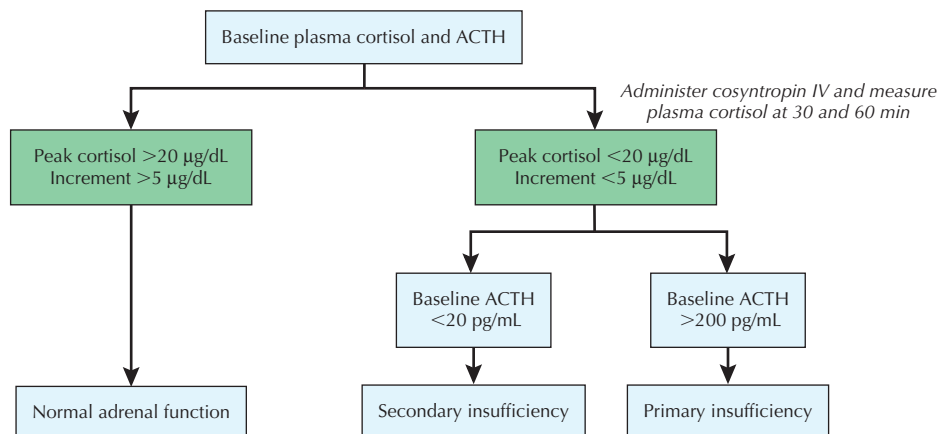 Baseline plasma cortisol and ACTH
Administer cosyntropin IV and measure
plasma cortisol at 30 and 60 min
Peak cortisol >20 µg/dL
Increment >5 µg/dL
Peak cortisol <20 µg/dL
Increment <5 µg/dL
Baseline ACTH
<20 pg/mL
Baseline ACTH
>200 pg/mL
Normal adrenal function
Secondary insufficiency
Primary insufficiency